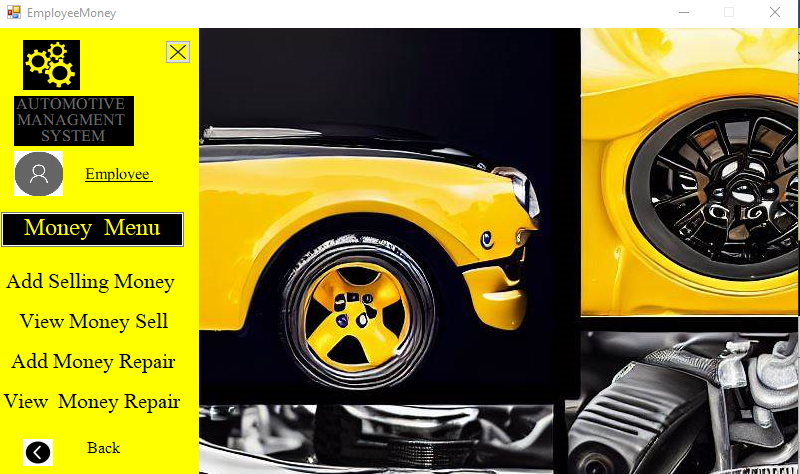 EmployeeMoney
AUTOMOTIVE
MANAGMENT
SYSTEM
Employee
Money Menu
Add Selling Money
View Money Sell
Add Money Repair
View Money Repair
Back